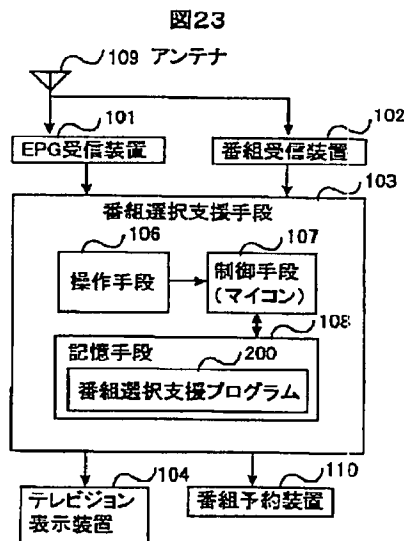 図23
109 アンテナ
101
102
EPG受信装置
番組受信装置
103
番組選択支援手段
106
107
操作手段
制御手段
(マイコン)
108
記憶手段
200
番組選択支援プログラム
104
110
テレビジョン
表示装置
番組予約装置